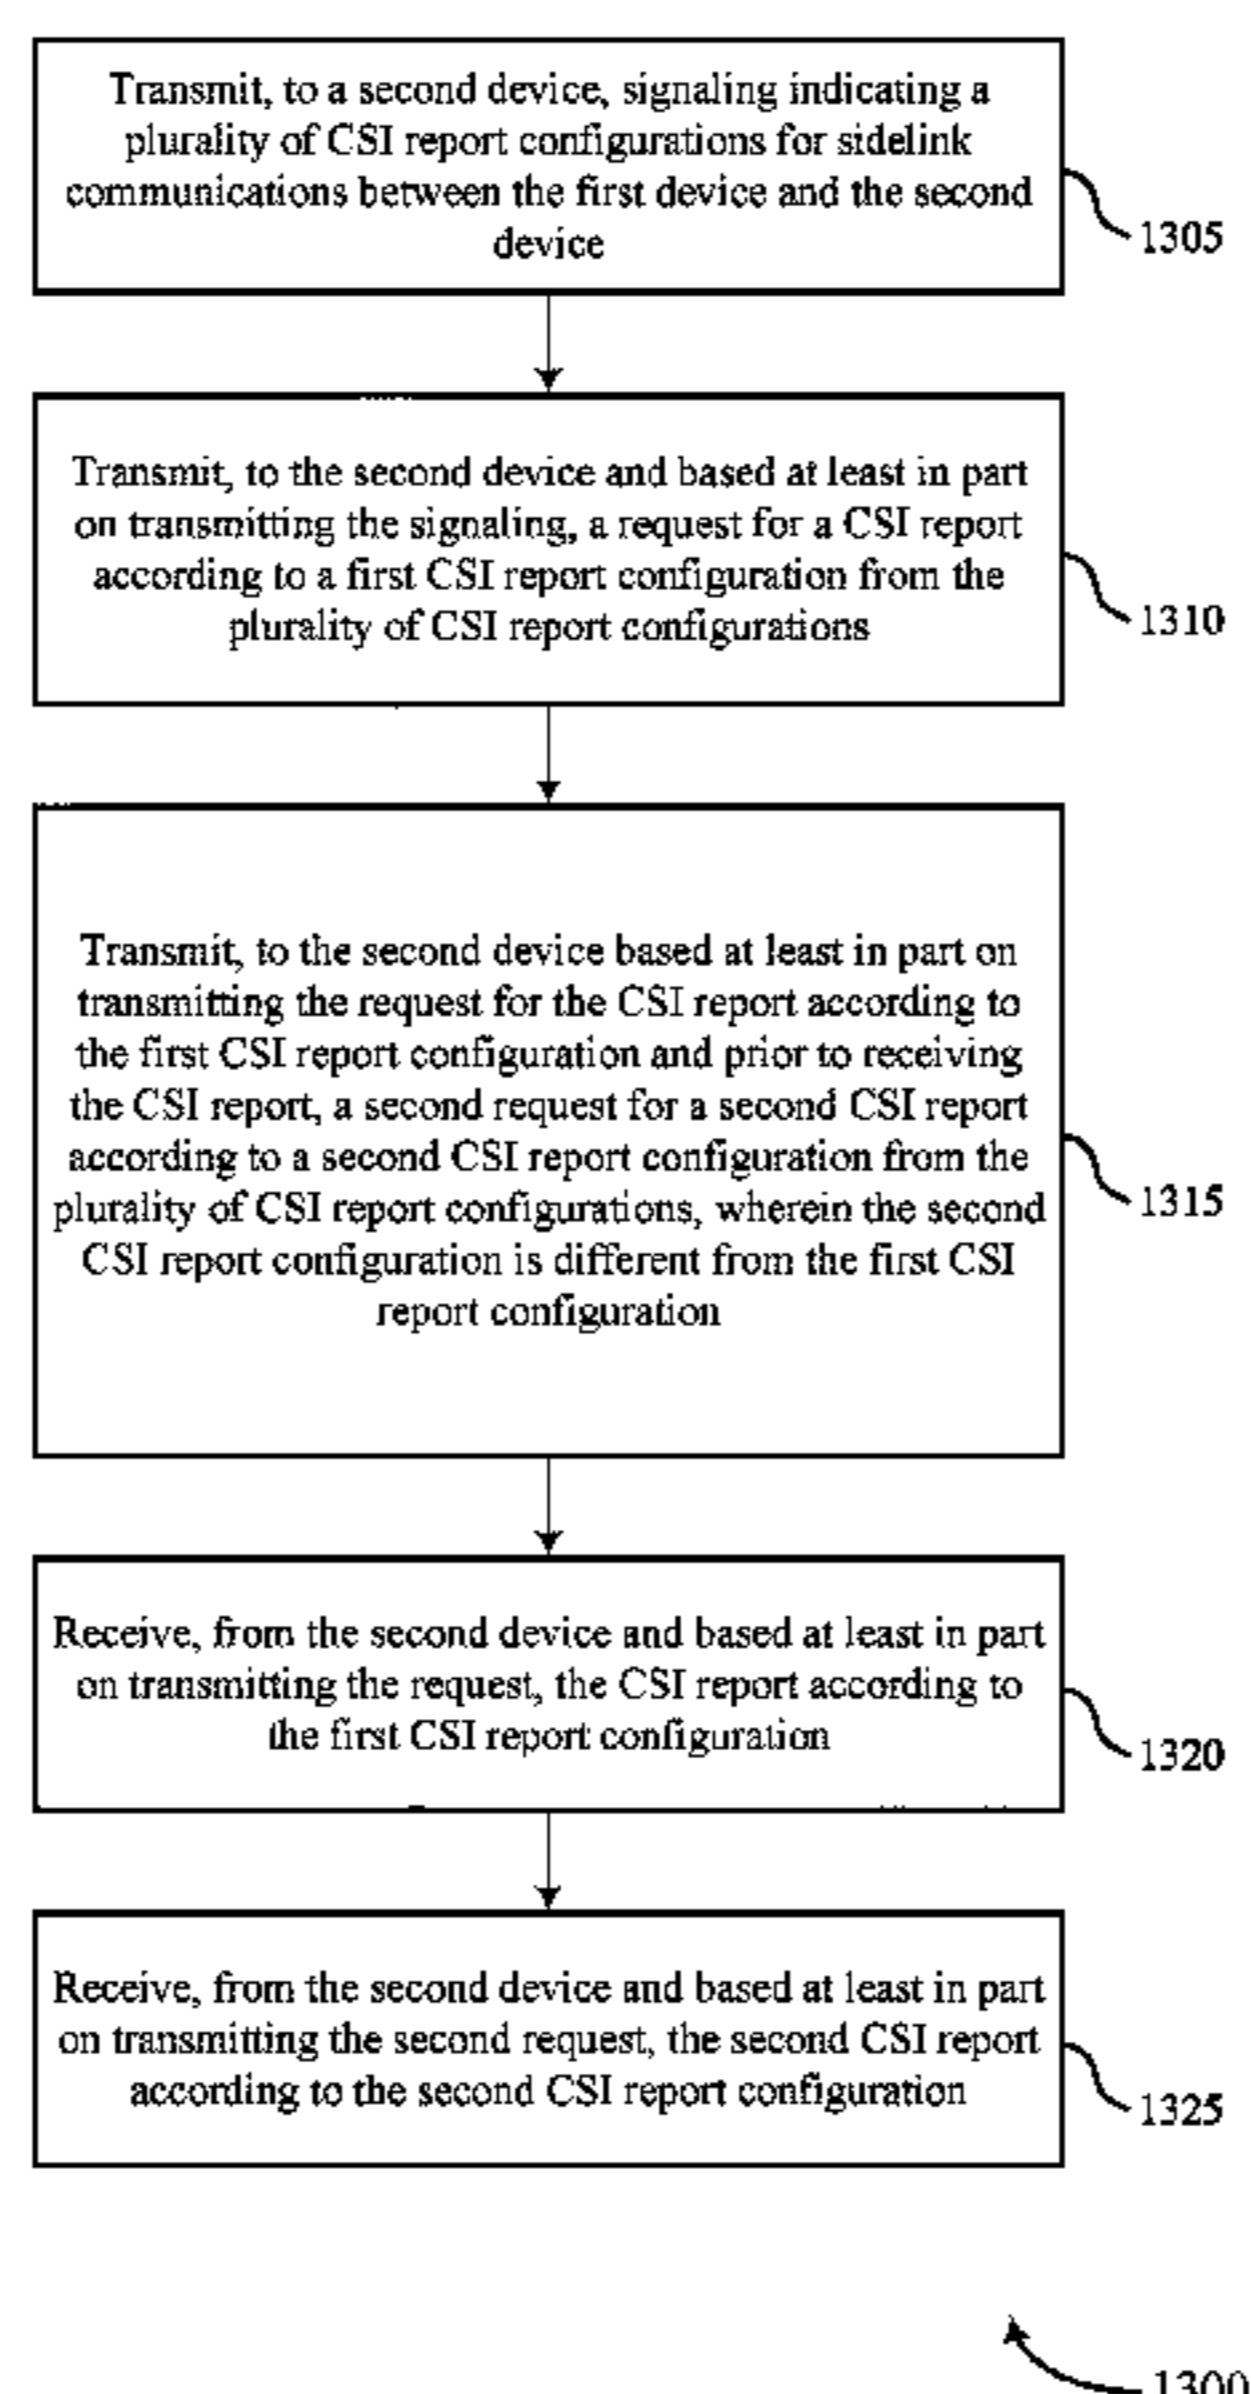 Transmit, to a second device, signaling indicating a
plurality of CSI report configurations for sidelink
communications between the first device and the second
device
1305
Transmit, to the second device and based at least in part
on transmitting the signaling, a request for a CSI report
according to a first CSI report configuration from the
plurality of CSI report configurations
1310
Transmit, to the second device based at least in part on
transmitting the request for the CSI report according to
the first CSI report configuration and prior to receiving
the CSI report, a second request for a second CSI report
according to a second CSI report configuration from the
plurality of CSI report configurations, wherein the second
CSI report configuration is different from the first CSI
report configuration
1315
Receive, from the second device and based at least in part
on transmitting the request, the CSI report according to
the first CSI report configuration
1320
Receive, from the second device and based at least in part
on transmitting the second request, the second CSI report
according to the second CSI report configuration
1325
1300